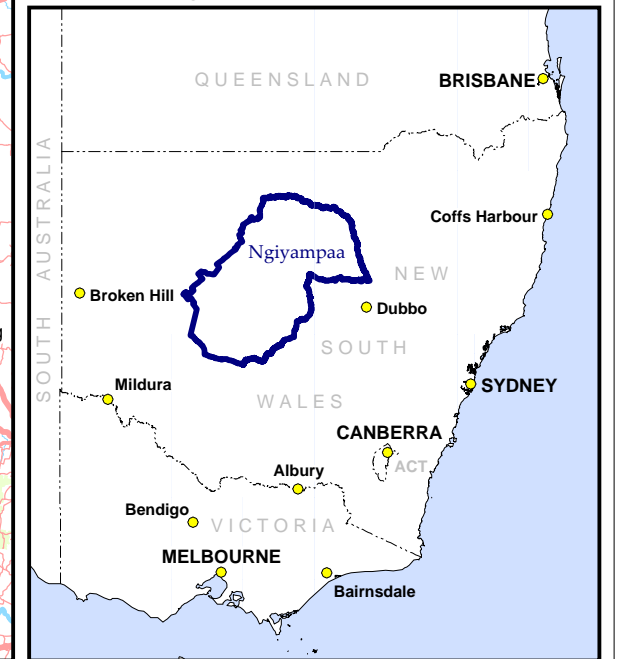 QUEENSLAND
BRISBANE
SOUTH AUSTRALIA
Coffs Harbour
Ngiyampaa
NEW
Broken Hill
Dubbo
SOUTH
Mildura
SYDNEY
WALES
CANBERRA
ACT
Albury
Bendigo
VICTORIA
MELBOURNE
Bairnsdale